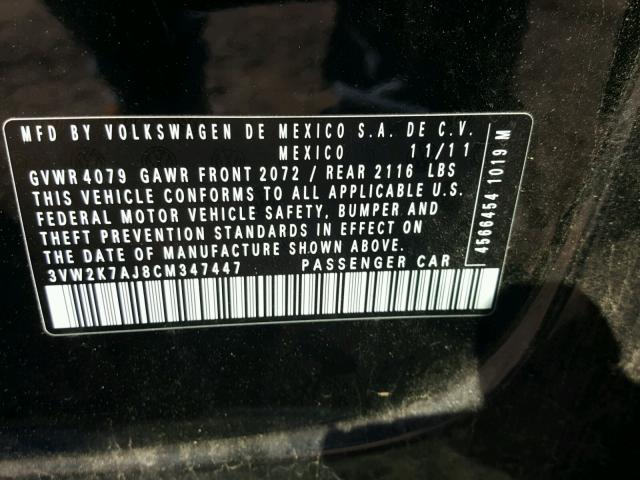 MFD BY VOLKSWAGEN DE MEXICO S.A. DE C.V.
MEXICO 11/11
GVWR 4079 GAWR FRONT 2072 / REAR 2116 LBS
THIS VEHICLE CONFORMS TO ALL APPLICABLE U.S.
FEDERAL MOTOR VEHICLE SAFETY, BUMPER AND
THEFT PREVENTION STANDARDS IN EFFECT ON
THE DATE OF MANUFACTURE SHOWN ABOVE.
3VW2K7AJ8CM347447 PASSENGER CAR
4566454 1019 M